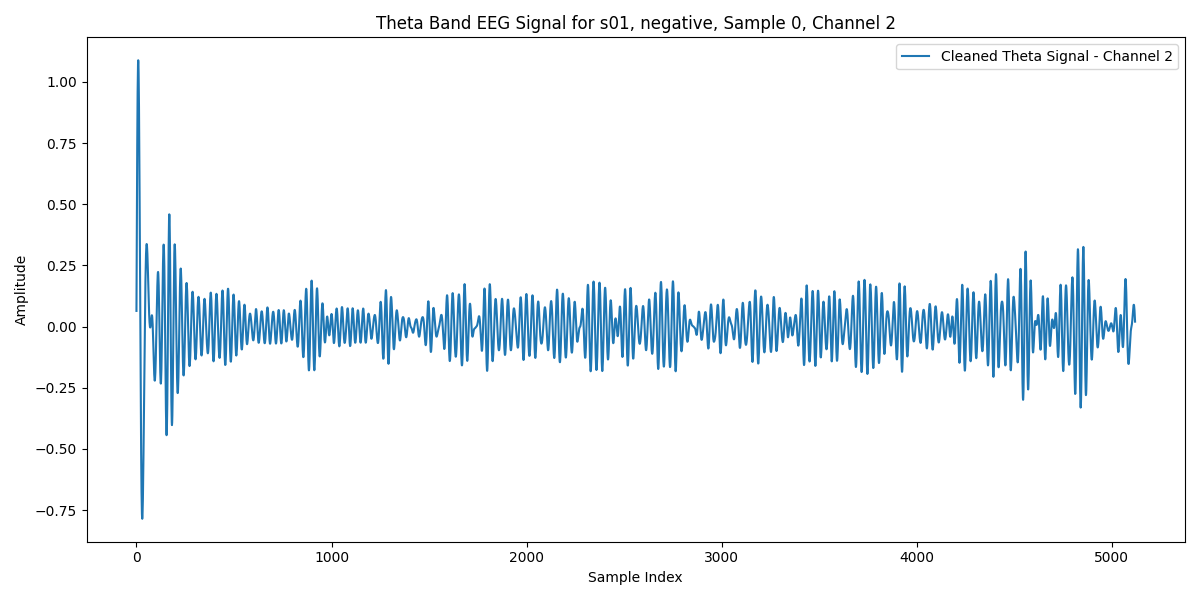 Theta Band EEG Signal for s01, negative, Sample 0, Channel 2
Cleaned Theta Signal - Channel 2
1.00
0.75
0.50
0.25
0.00
−0.25
−0.50
−0.75
Amplitude
0 1000 2000 3000 4000 5000
Sample Index